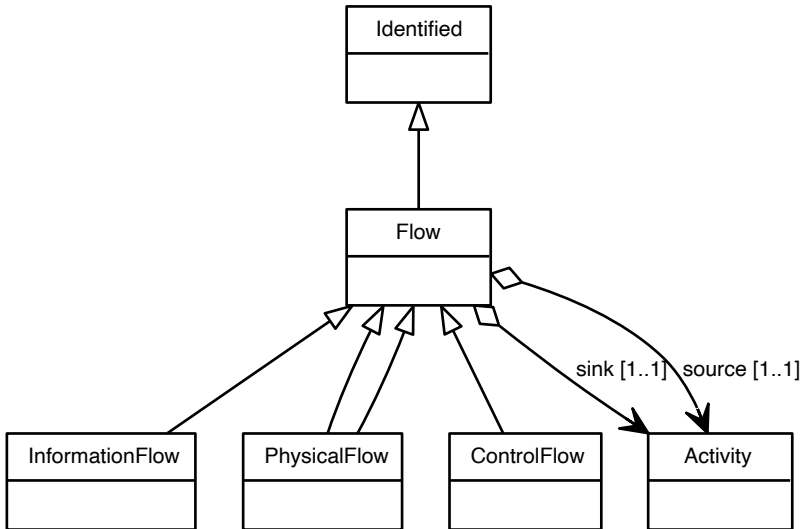 Identified
Flow
sink [1..1]
source [1..1]
InformationFlow
PhysicalFlow
ControlFlow
Activity